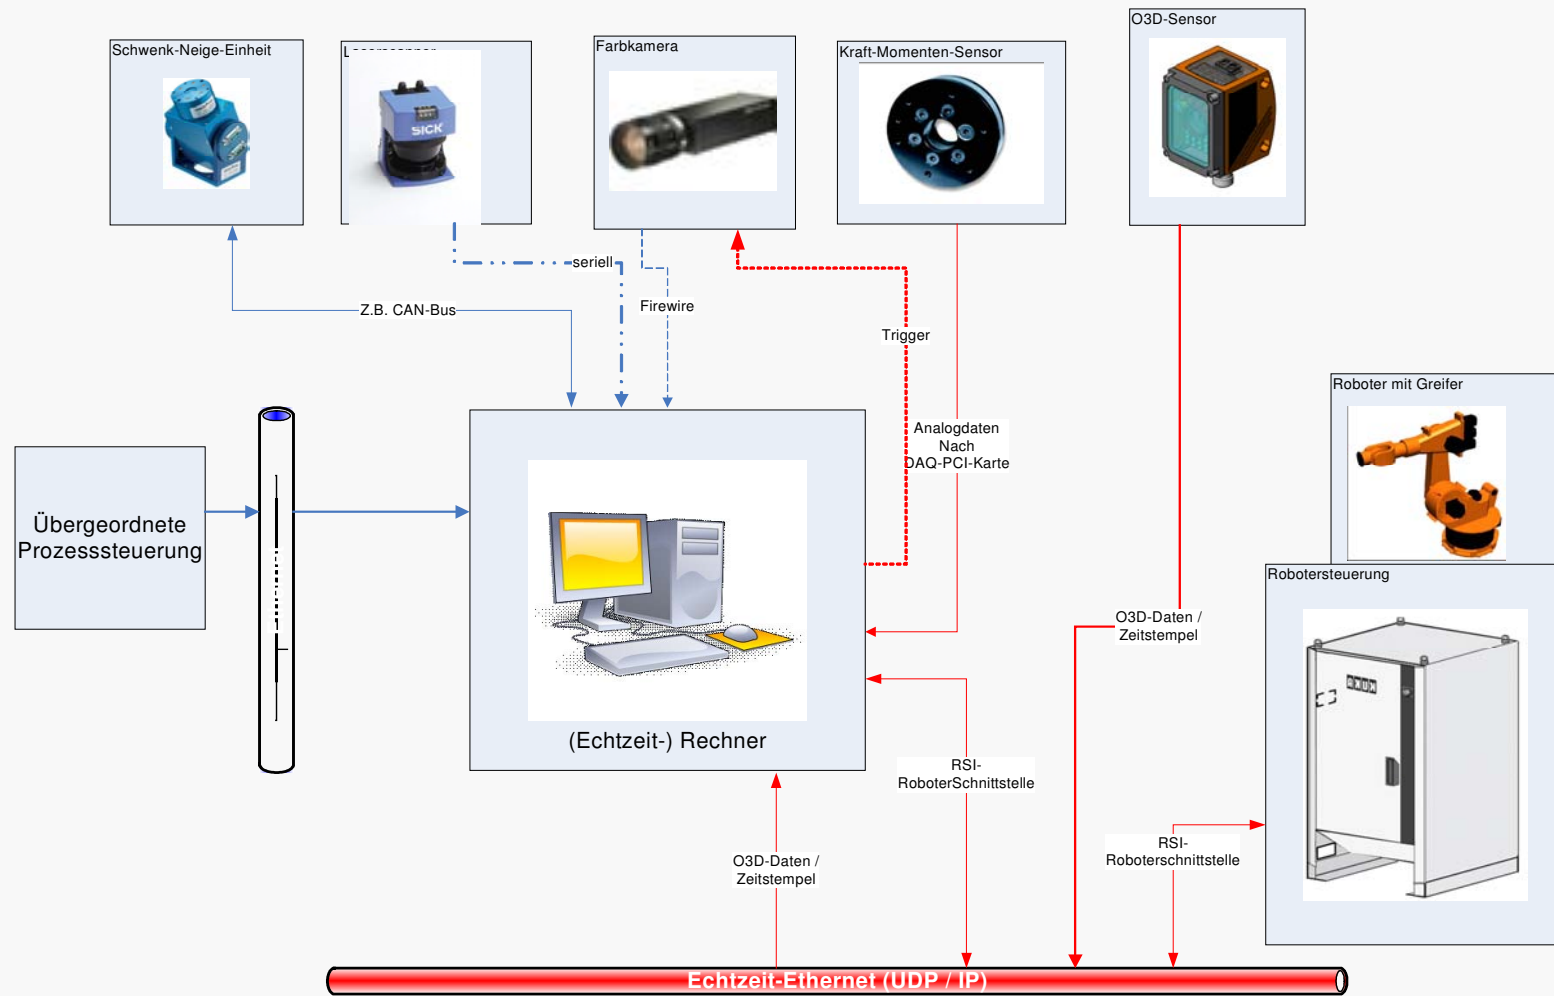 O3D-Sensor
Schwenk-Neige-Einheit
Farbkamera
Kraft-Momenten-Sensor
SICK
seriell
Z.B. CAN-Bus
Firewire
Trigger
Roboter mit Greifer
Analogdaten
Nach
DAQ-PCI-Karte
Übergeordnete
Prozesssteuerung
Robotersteuerung
O3D-Daten /
Zeitstempel
(Echtzeit-) Rechner
RSI-
RoboterSchnittstelle
RSI-
Roboterschnittstelle
O3D-Daten /
Zeitstempel
Echtzeit-Ethernet (UDP / IP)